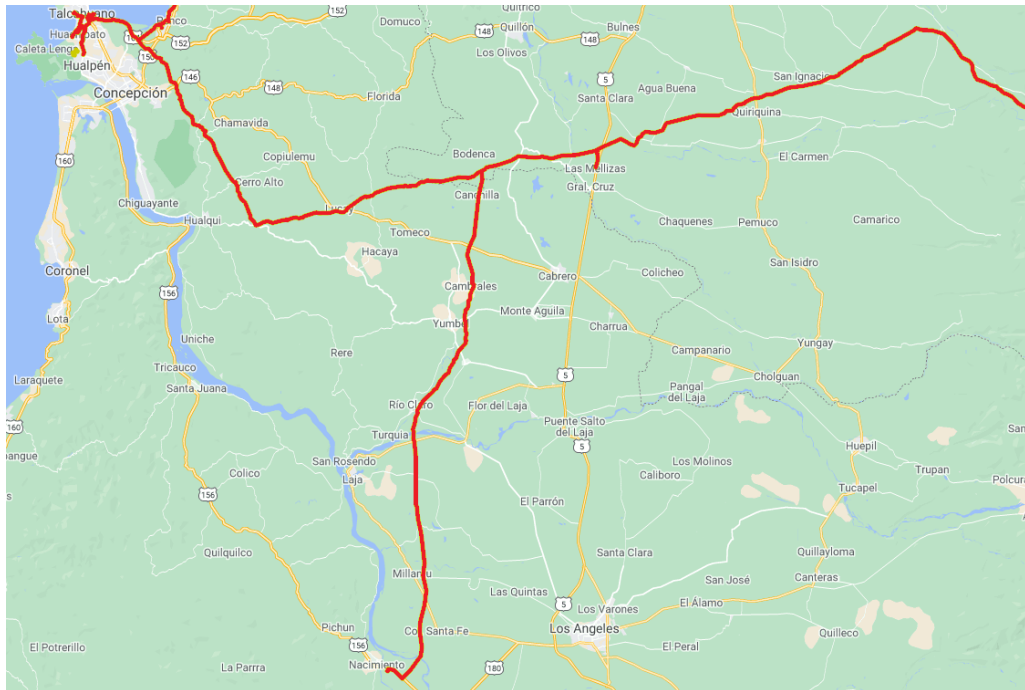 Quitrico
Talcahuano
Penco
152
Domuco
148
Quillón
Bulnes
Caleta Lenga
152
Los Olivos
148
150
Hualpén
146
5
San Ignacio
Concepción
148
Florida
Santa Clara
Agua Buena
Quiriquina
Chamavida
160
Copiulemu
Bodenca
El Carmen
Las Mellizas
Cerro Alto
Gral. Cruz
Canchilla
Chiguayante
Lucay
Hualqui
Chaquenes
Pemuco
Camarico
Tomeco
Hacaya
San Isidro
Coronel
Cabrero
Colicheo
156
Cambrales
Lota
Monte Aguila
Yumbel
Charrua
Uniche
Rere
Yungay
Campanario
Tricauco
Laraquete
5
Cholguan
Santa Juana
Pangal
del Laja
Río Claro
Flor del Laja
160
Puente Salto
del Laja
Turquia
5
Huepil
San Rosendo
Los Molinos
Colico
Laja
Caliboro
Trupan
Tucapel
156
El Parrón
Quilquilco
Santa Clara
Quillayloma
San José
Canteras
Las Quintas
5
Los Varones
El Álamo
Los Angeles
Pichun
Santa Fe
Quilleco
156
El Potrerillo
El Peral
La Parrra
Nacimiento
180